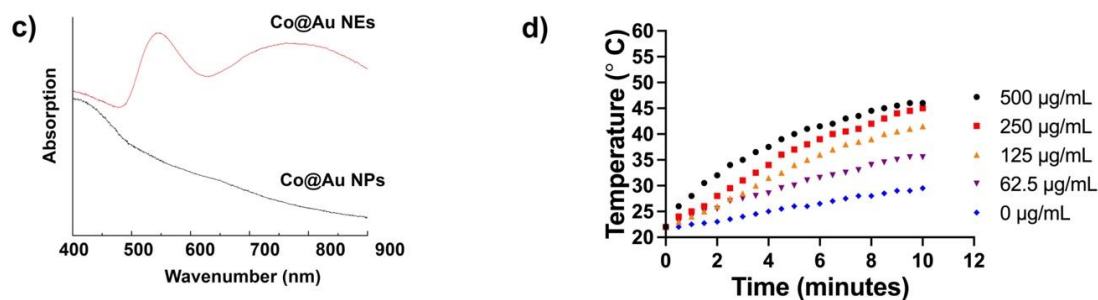 c)
Co@Au NEs
Absorption
Co@Au NPs
400 500 600 700 700 800 900
Wavenumber (nm)
d)
Temperature (° C)
60
55
50
45
40
35
30
25
20
0 2 4 6 8 10 12
Time (minutes)
500 µg/mL
250 µg/mL
125 µg/mL
62.5 µg/mL
0 µg/mL